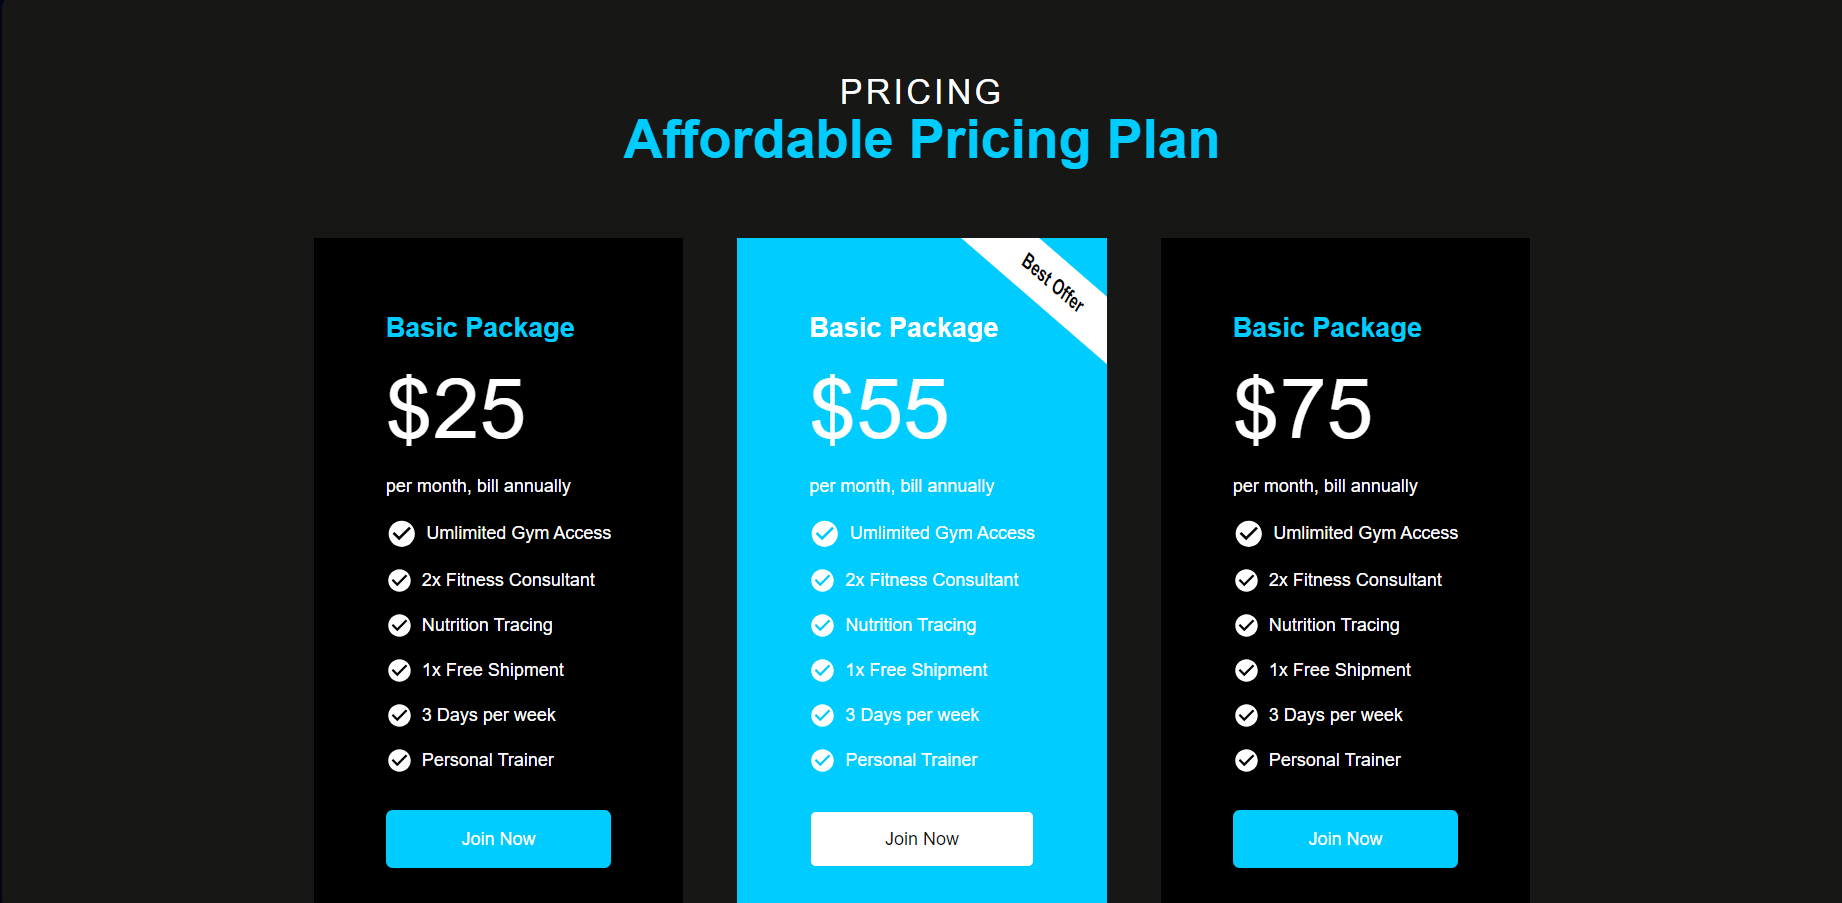 PRICING
Affordable Pricing Plan
Basic Package
$25
per month, bill annually
Umlimited Gym Access
2x Fitness Consultant
Nutrition Tracing
1x Free Shipment
3 Days per week
Personal Trainer
Join Now
Best Offer
Basic Package
$55
per month, bill annually
Umlimited Gym Access
2x Fitness Consultant
Nutrition Tracing
1x Free Shipment
3 Days per week
Personal Trainer
Join Now
Basic Package
$75
per month, bill annually
Umlimited Gym Access
2x Fitness Consultant
Nutrition Tracing
1x Free Shipment
3 Days per week
Personal Trainer
Join Now